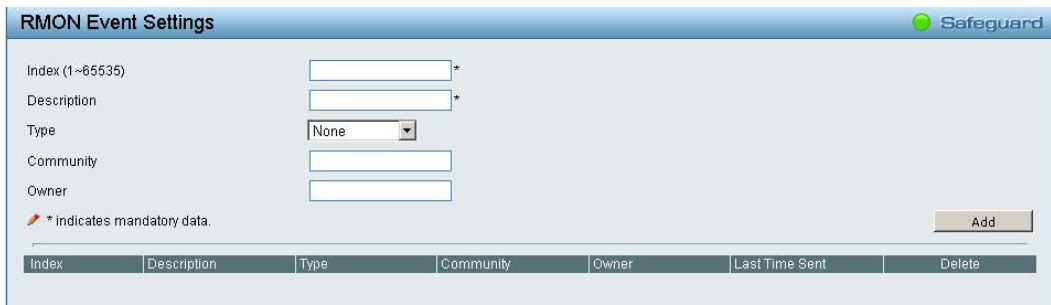 RMON Event Settings Safeguard
Index (1~65535) *
Description *
Type None
Community
Owner
* indicates mandatory data. Add
Index Description Type Community Owner Last Time Sent Delete